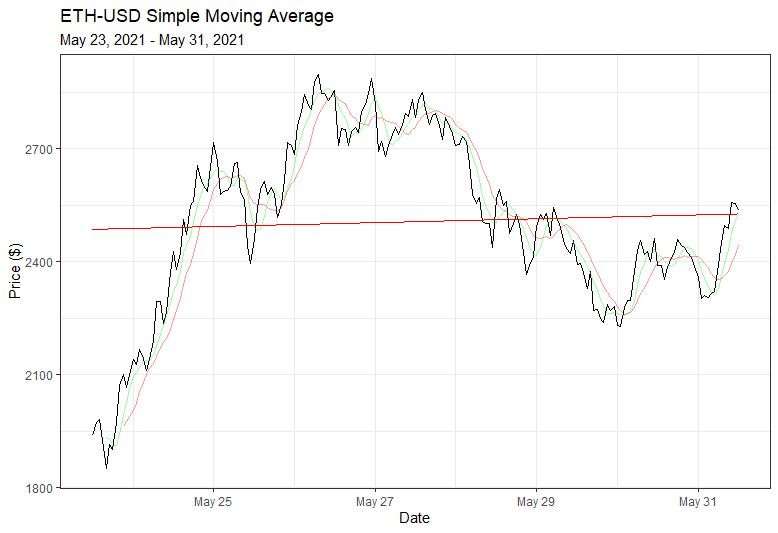 ETH-USD Simple Moving Average
May 23, 2021 - May 31, 2021
Price ($)
2700
2400
2100
1800
May 25
May 27
May 29
May 31
Date